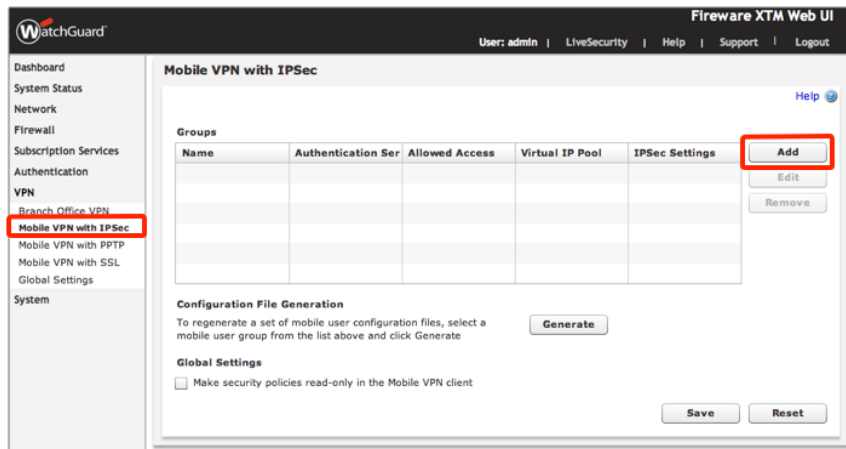 WatchGuard
Fireware XTM Web UI
User: admin | LiveSecurity | Help | Support | Logout
Dashboard
System Status
Network
Firewall
Subscription Services
Authentication
VPN
Branch Office VPN
Mobile VPN with IPSec
Mobile VPN with PPTP
Mobile VPN with SSL
Global Settings
System
Mobile VPN with IPSec
Help
Groups
Name Authentication Ser Allowed Access Virtual IP Pool IPSec Settings
Add
Edit
Remove
Configuration File Generation
To regenerate a set of mobile user configuration files, select a
mobile user group from the list above and click Generate
Generate
Global Settings
Make security policies read-only in the Mobile VPN client
Save Reset